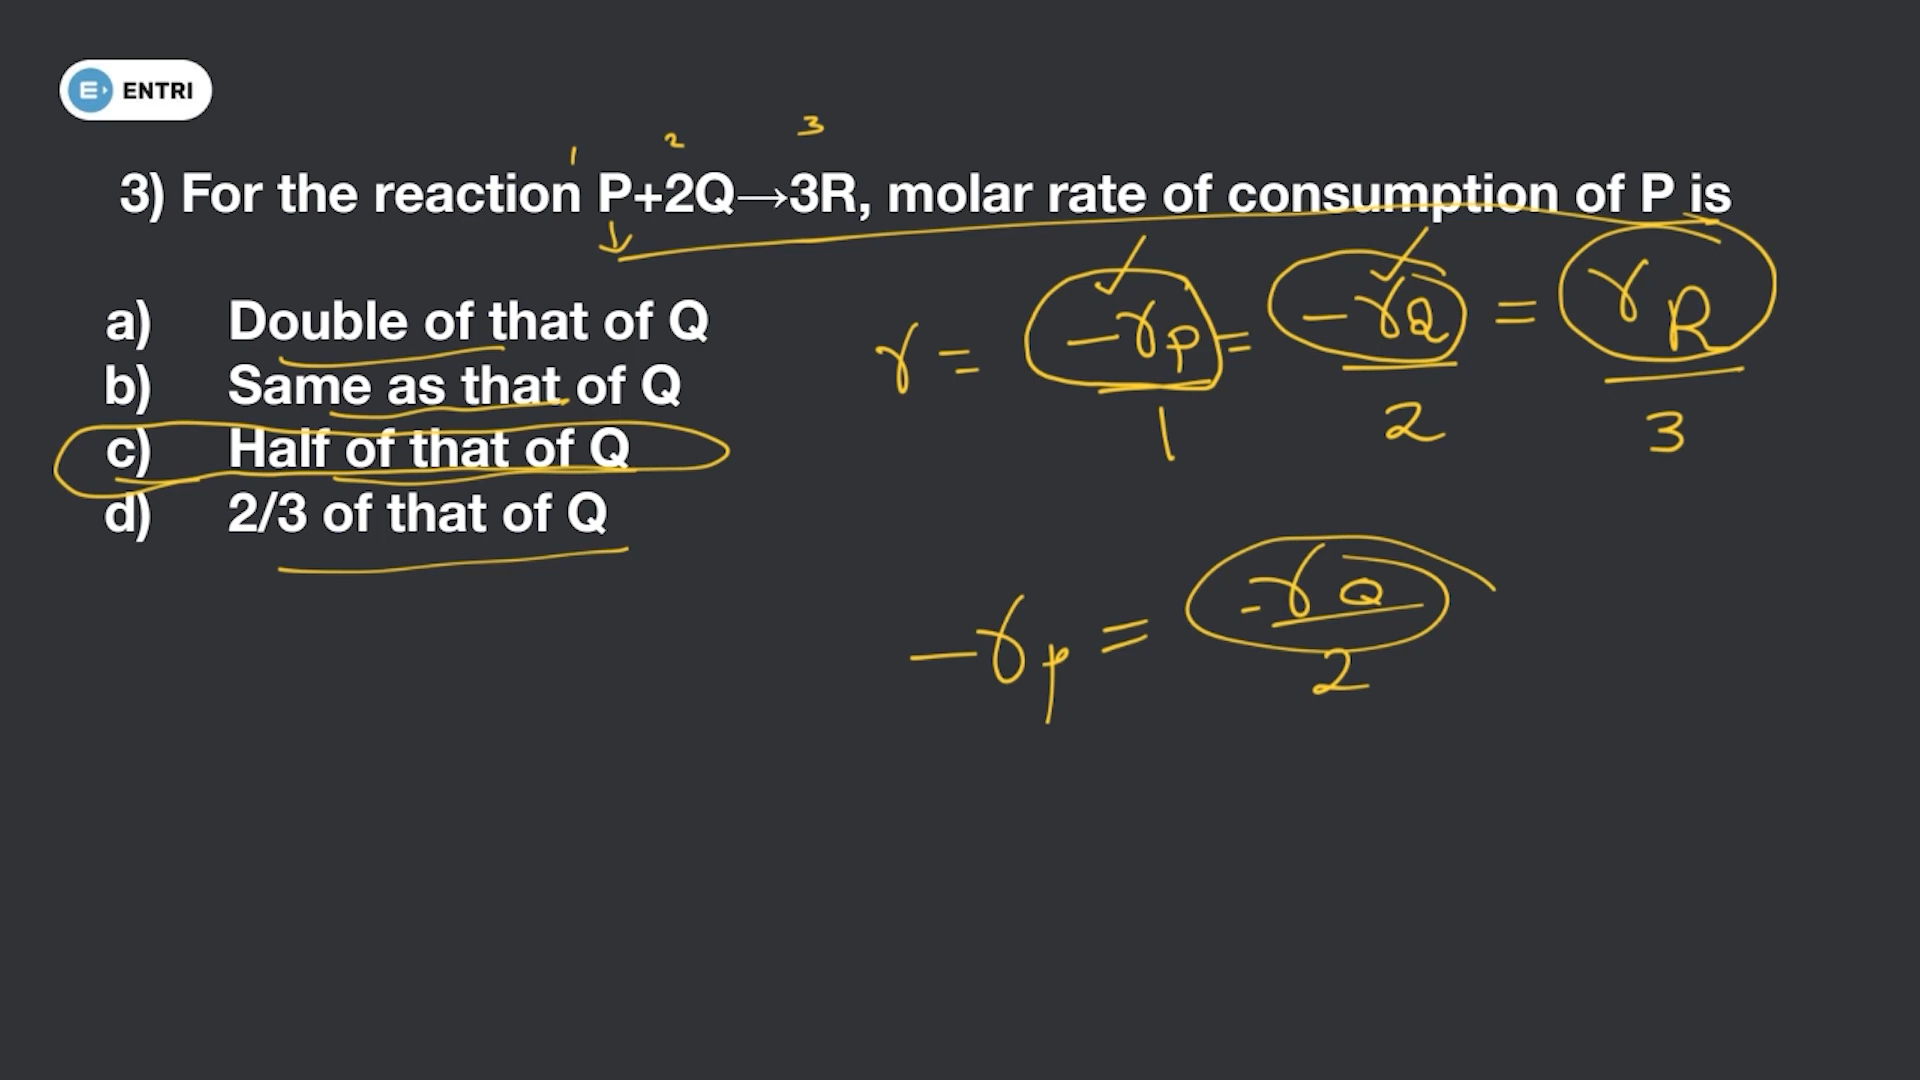 ENTRI
1 2 3
3) For the reaction P+2Q→3R, molar rate of consumption of P is
a) Double of that of Q
b) Same as that of Q
c) Half of that of Q
d) 2/3 of that of Q
r = -rP/1 = -rQ/2 = rR/3
-rP = -rQ/2